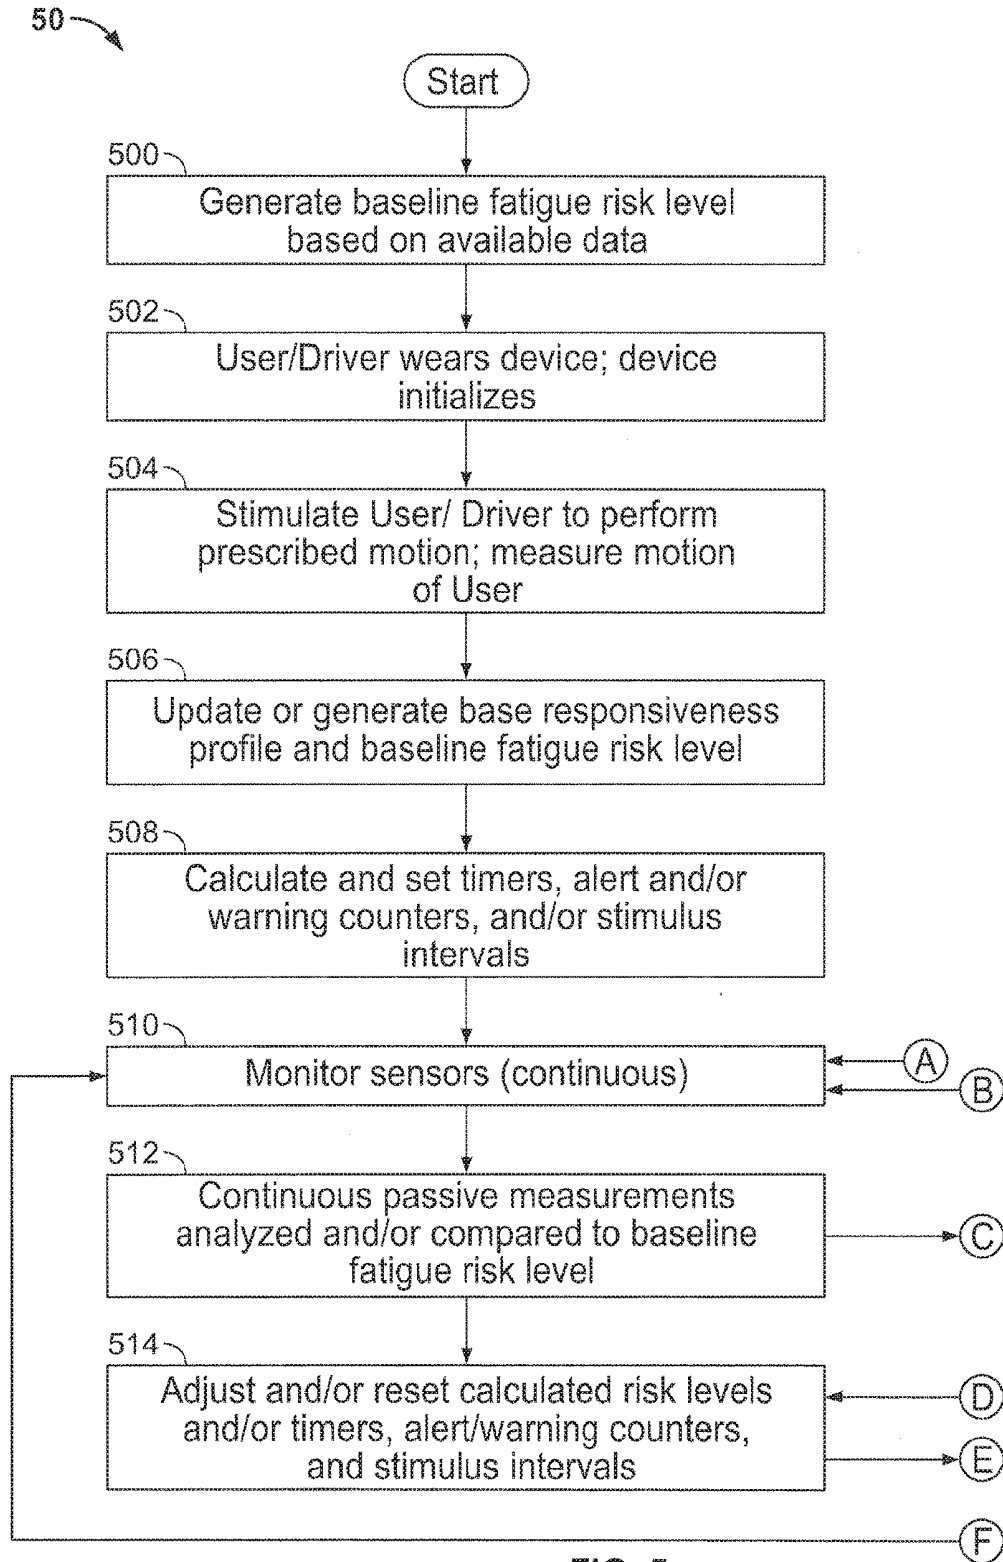 50
Start
500
Generate baseline fatigue risk level
based on available data
502
User/Driver wears device; device
initializes
504
Stimulate User/ Driver to perform
prescribed motion; measure motion
of User
506
Update or generate base responsiveness
profile and baseline fatigue risk level
508
Calculate and set timers, alert and/or
warning counters, and/or stimulus
intervals
510
Monitor sensors (continuous)
A
B
512
Continuous passive measurements
analyzed and/or compared to baseline
fatigue risk level
C
514
Adjust and/or reset calculated risk levels
and/or timers, alert/warning counters,
and stimulus intervals
D
E
F